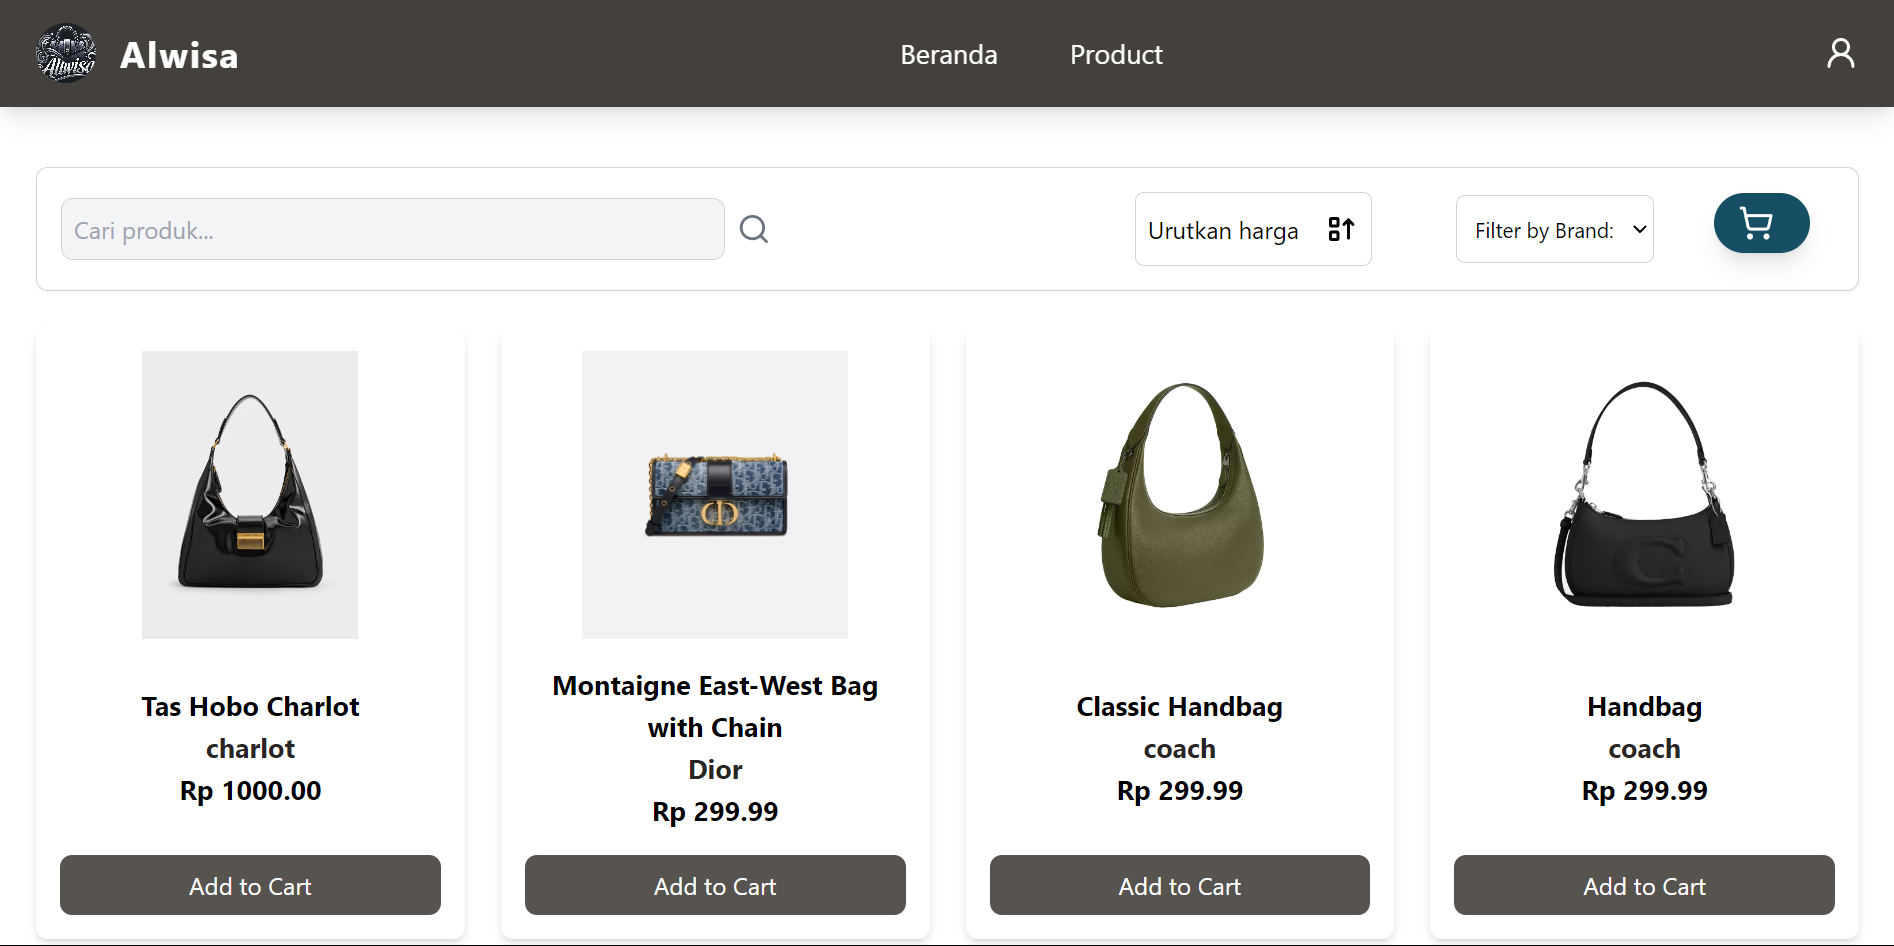 Alwisa
Alwisa
Beranda
Product
Cari produk...
Urutkan harga
Filter by Brand:
Tas Hobo Charlot
charlot
Rp 1000.00
Add to Cart
Montaigne East-West Bag
with Chain
Dior
Rp 299.99
Add to Cart
Classic Handbag
coach
Rp 299.99
Add to Cart
Handbag
coach
Rp 299.99
Add to Cart